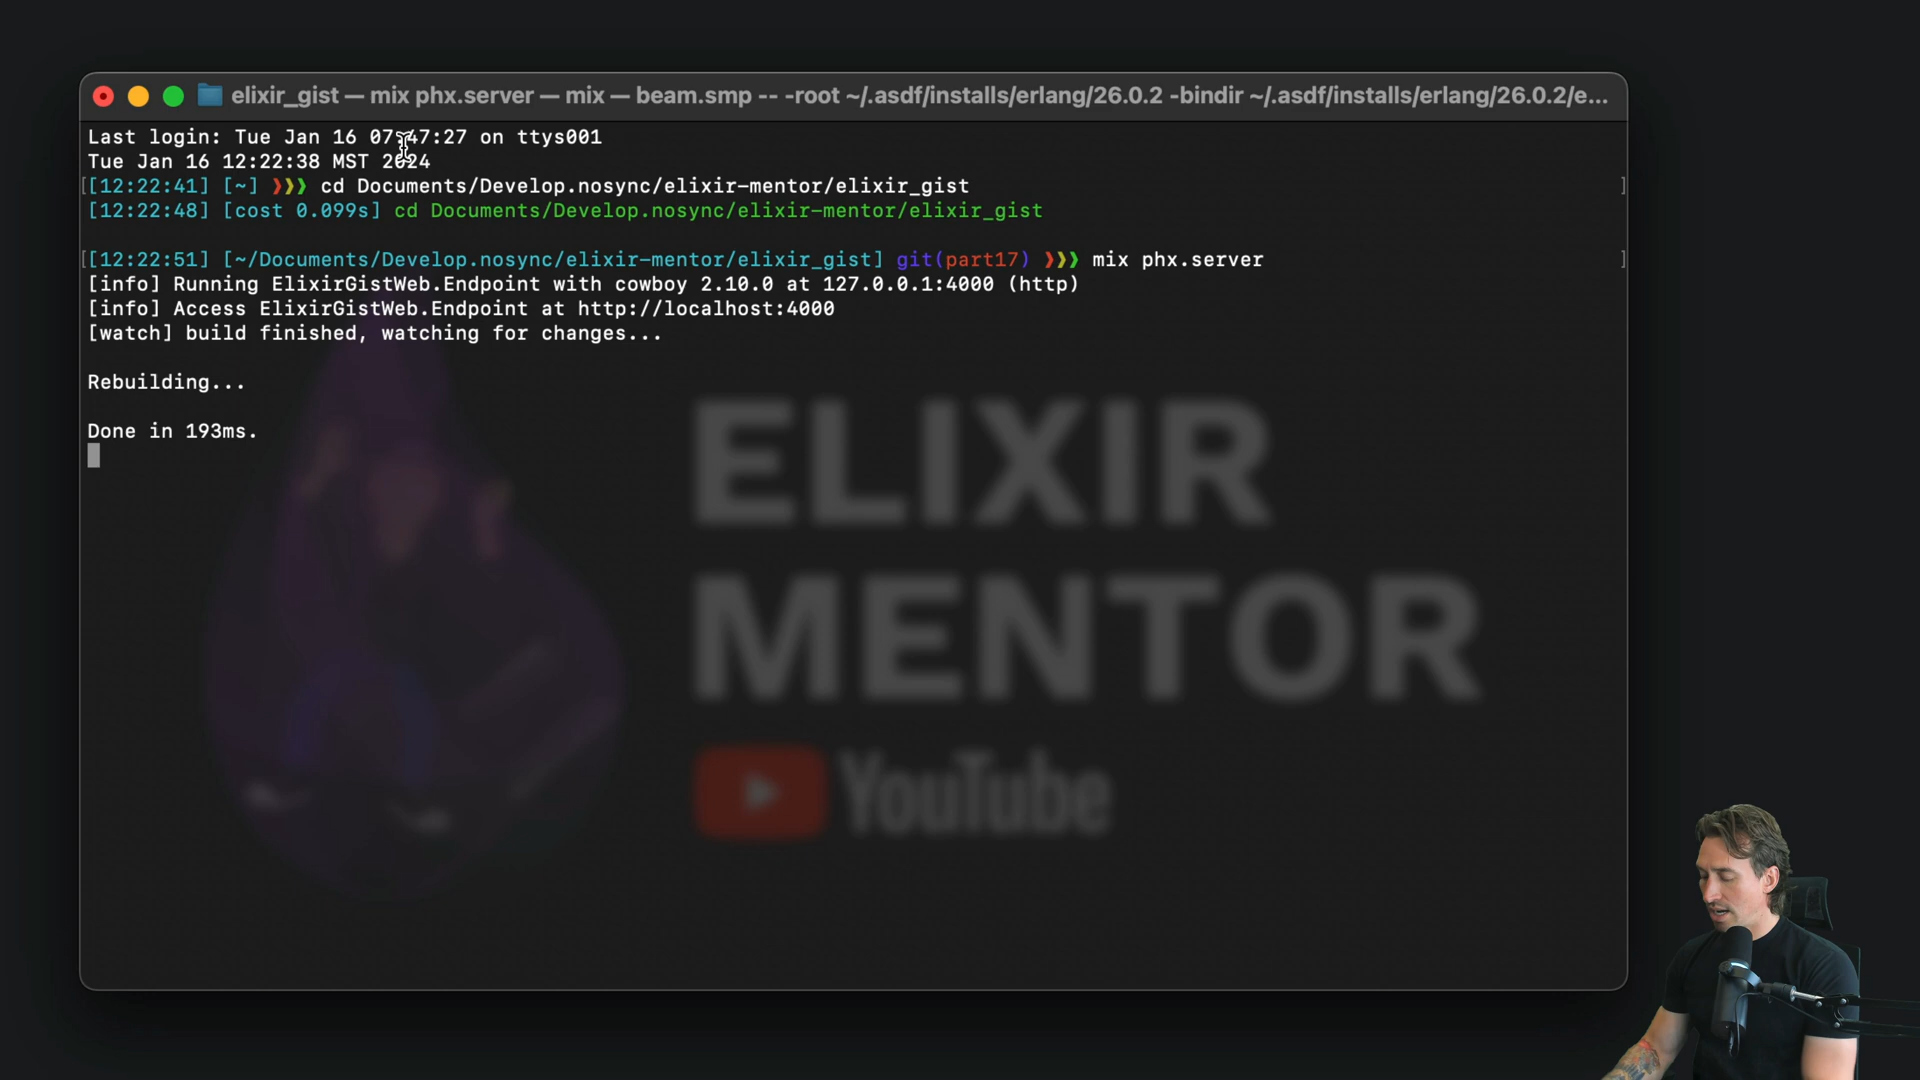 elixir_gist — mix phx.server — mix — beam.smp -- -root ~/.asdf/installs/erlang/26.0.2 -bindir ~/.asdf/installs/erlang/26.0.2/e...
Last login: Tue Jan 16 07:47:27 on ttys001
Tue Jan 16 12:22:38 MST 2024
[[12:22:41] [~] ❯❯❯ cd Documents/Develop.nosync/elixir-mentor/elixir_gist ]
[12:22:48] [cost 0.099s] cd Documents/Develop.nosync/elixir-mentor/elixir_gist
[[12:22:51] [~/Documents/Develop.nosync/elixir-mentor/elixir_gist] git(part17) ❯❯❯ mix phx.server ]
[info] Running ElixirGistWeb.Endpoint with cowboy 2.10.0 at 127.0.0.1:4000 (http)
[info] Access ElixirGistWeb.Endpoint at http://localhost:4000
[watch] build finished, watching for changes...
Rebuilding...
Done in 193ms.
ELIXIR
MENTOR
YouTube